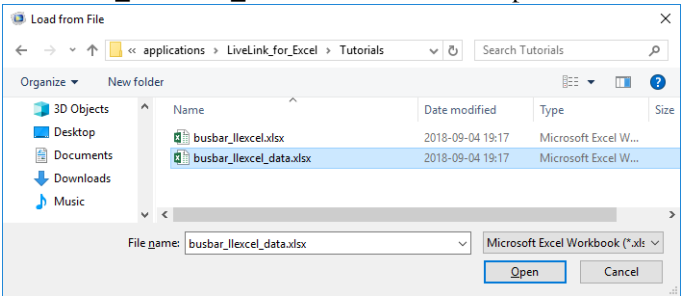 Load from File
« applications > LiveLink_for_Excel > Tutorials
Search Tutorials
Organize
New folder
3D Objects
Desktop
Documents
Downloads
Music
Name
Date modified
Type
Size
busbar_llexcel.xlsx
2018-09-04 19:17
Microsoft Excel W...
busbar_llexcel_data.xlsx
2018-09-04 19:17
Microsoft Excel W...
File name:
busbar_llexcel_data.xlsx
Microsoft Excel Workbook (*.xls
Open
Cancel